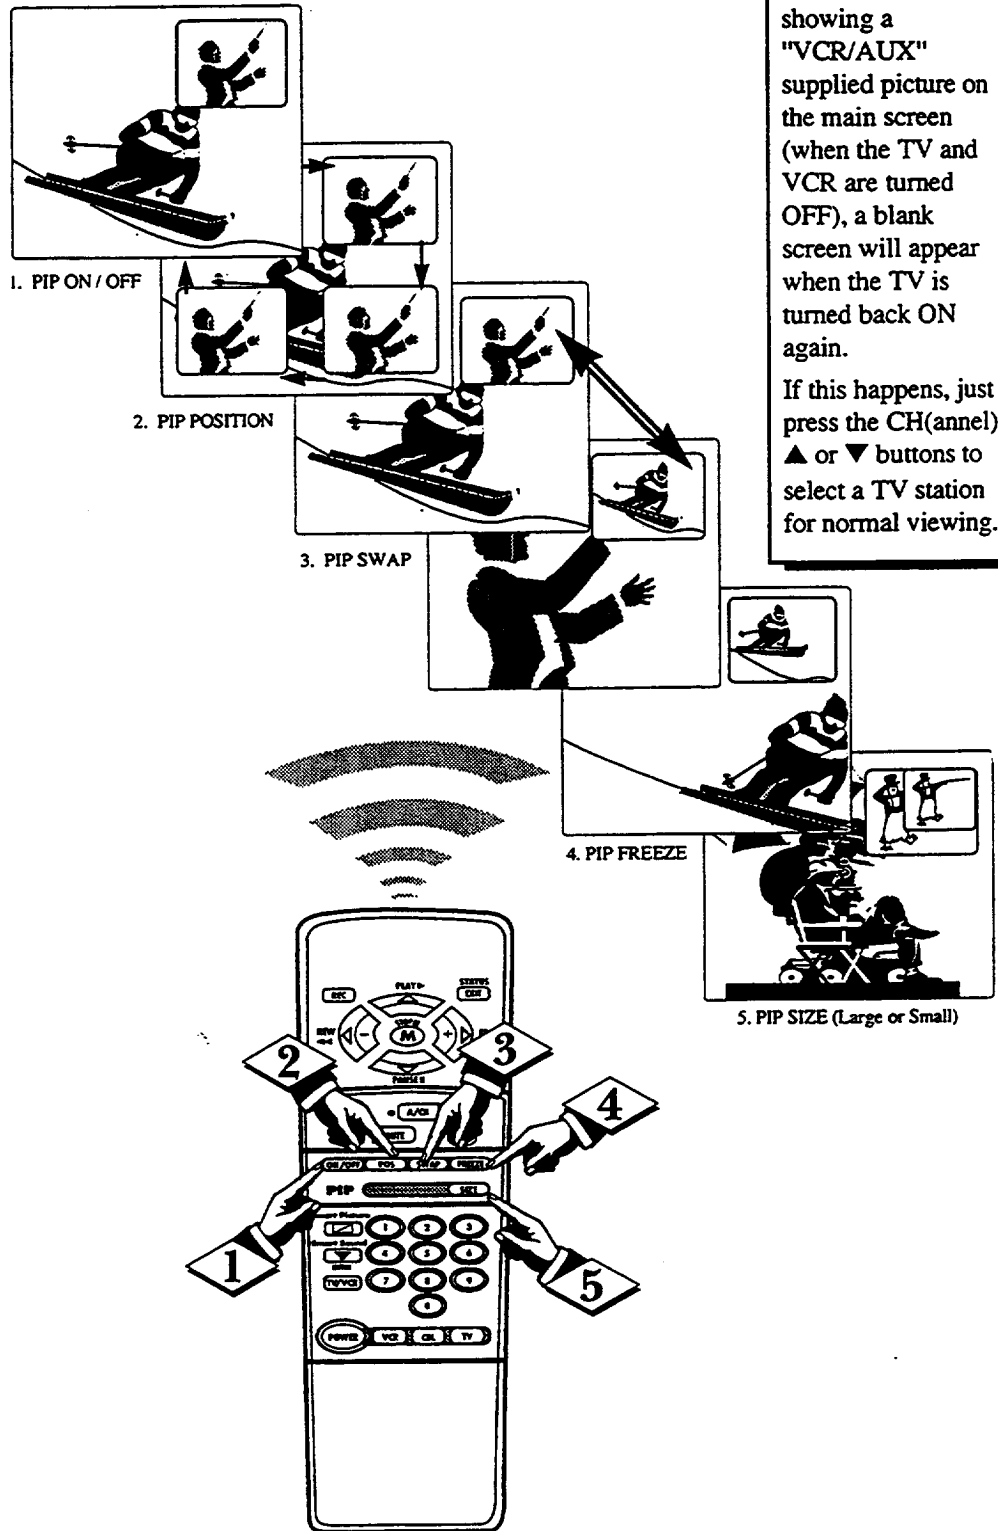 showing a
"VCR/AUX"
supplied picture on
the main screen
(when the TV and
VCR are turned
OFF), a blank
screen will appear
when the TV is
turned back ON
again.
If this happens, just
press the CH(annel)
▲ or ▼ buttons to
select a TV station
for normal viewing.
1. PIP ON / OFF
2. PIP POSITION
3. PIP SWAP
4. PIP FREEZE
5. PIP SIZE (Large or Small)
PLAY
STATUS
REC
EXIT
REW
M
PAUSE
2
3
4
A/CH
ON/OFF POS SWAP FREEZE
PIP SIZE
1 2 3
4 5 6
TV/VCR 7 8 9
0
1
5
POWER VCR CBL TV